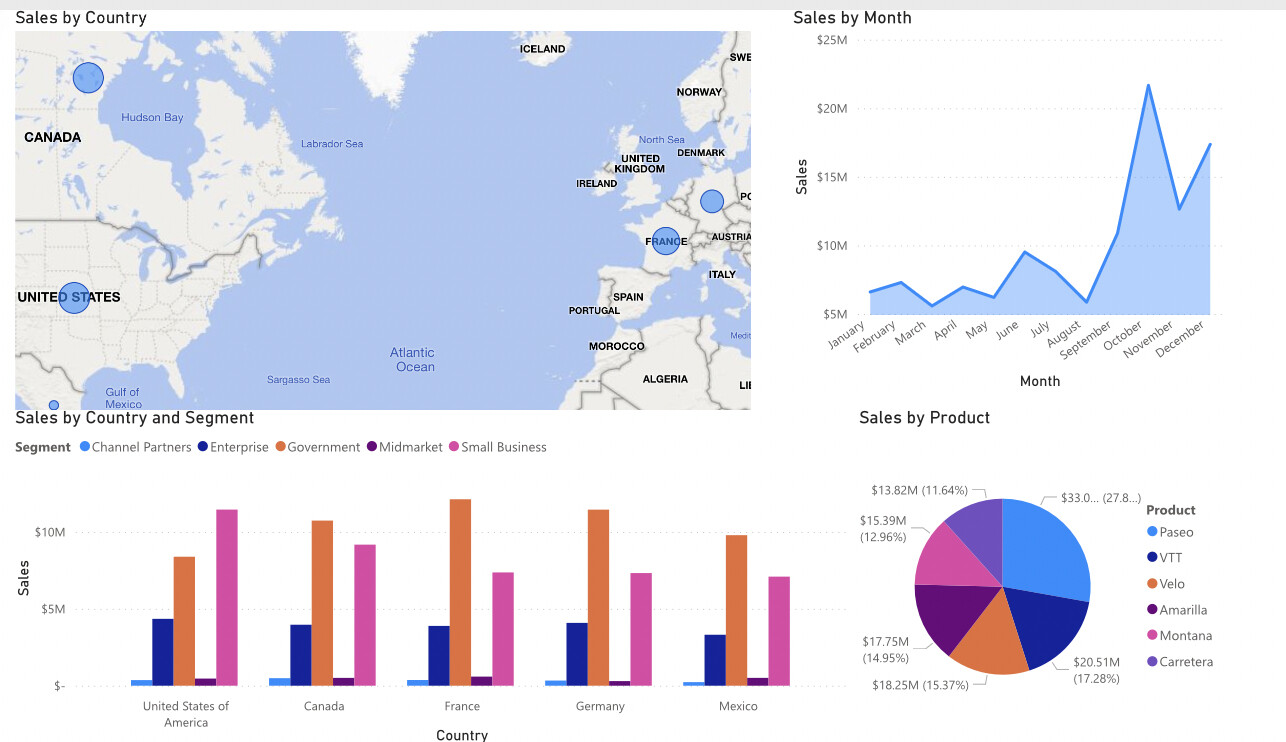 Sales by Country
ICELAND
SWE
NORWAY
Hudson Bay
CANADA
Labrador Sea
North Sea
DENMARK
UNITED
KINGDOM
IRELAND
PO
FRANCE
AUSTRIA
ITALY
UNITED STATES
SPAIN
PORTUGAL
Medit
MOROCCO
Atlantic
Ocean
Sargasso Sea
ALGERIA
LIE
Gulf of
Mexico
Sales by Month
$25M
$20M
$15M
$10M
$5M
Sales
January
February
March
April
May
June
July
August
September
October
November
December
Month
Sales by Country and Segment
Segment Channel Partners Enterprise Government Midmarket Small Business
$10M
$5M
$-
Sales
United States of
America
Canada
France
Germany
Mexico
Country
Sales by Product
$13.82M (11.64%)
$33.0... (27.8...)
$15.39M
(12.96%)
$17.75M
(14.95%)
$18.25M (15.37%)
$20.51M
(17.28%)
Product
Paseo
VTT
Velo
Amarilla
Montana
Carretera